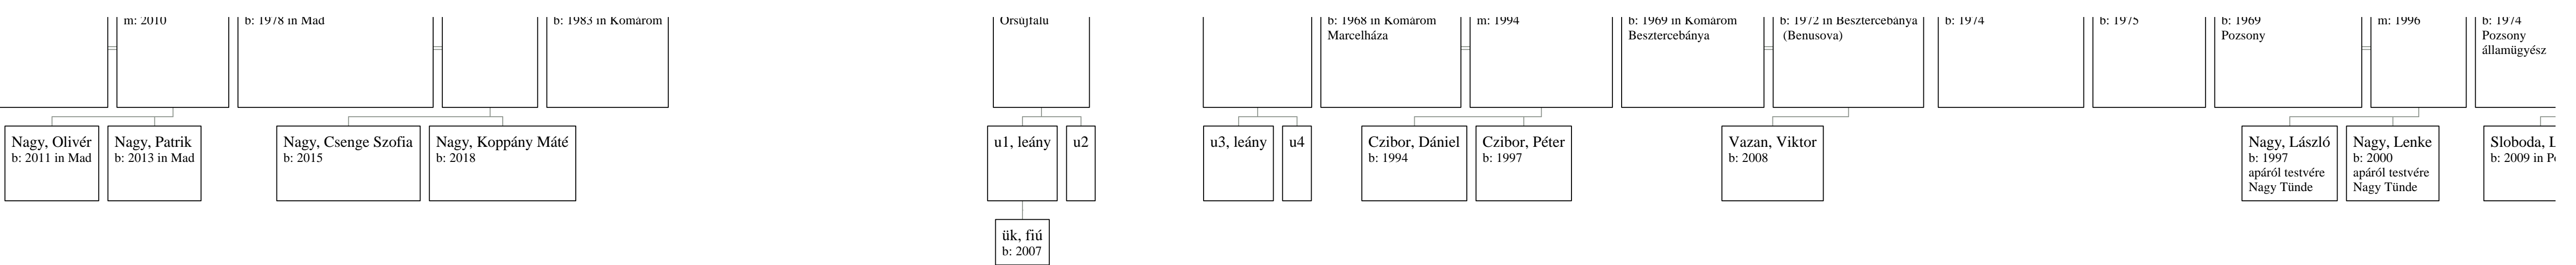 m: 2010
b: 1978 in Mad
b: 1983 in Komárom
Örsújfalu
b: 1968 in Komárom
Marcelháza
m: 1994
b: 1969 in Komárom
Besztercebánya
b: 1972 in Besztercebánya
(Benusova)
b: 1974
b: 1975
b: 1969
Pozsony
m: 1996
b: 1974
Pozsony
államügyész
Nagy, Olivér
b: 2011 in Mad
Nagy, Patrik
b: 2013 in Mad
Nagy, Csenge Szofia
b: 2015
Nagy, Koppány Máté
b: 2018
u1, leány
u2
u3, leány
u4
Czibor, Dániel
b: 1994
Czibor, Péter
b: 1997
Vazan, Viktor
b: 2008
Nagy, László
b: 1997
apáról testvére
Nagy Tünde
Nagy, Lenke
b: 2000
apáról testvére
Nagy Tünde
Sloboda,
b: 2009 in
ük, fiú
b: 2007